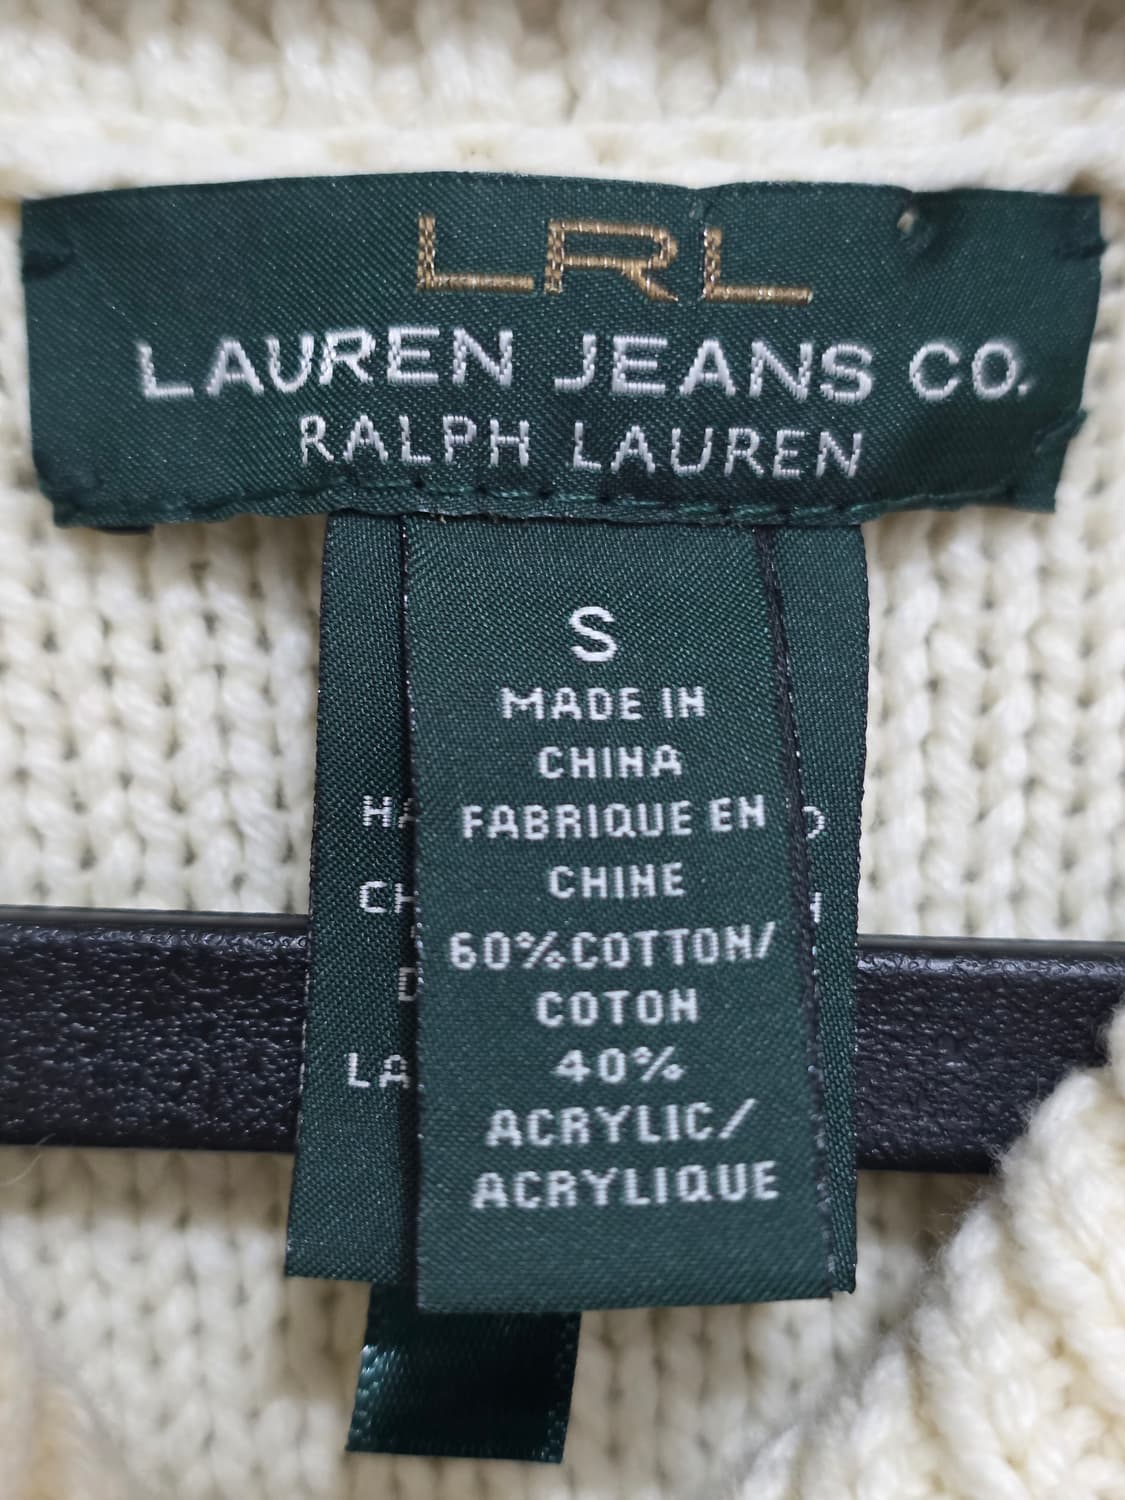 LRL
LAUREN JEANS CO.
RALPH LAUREN
S
MADE IN
CHINA
FABRIQUE EN
CHINE
60%COTTON/
COTON
40%
ACRYLIC/
ACRYLIQUE